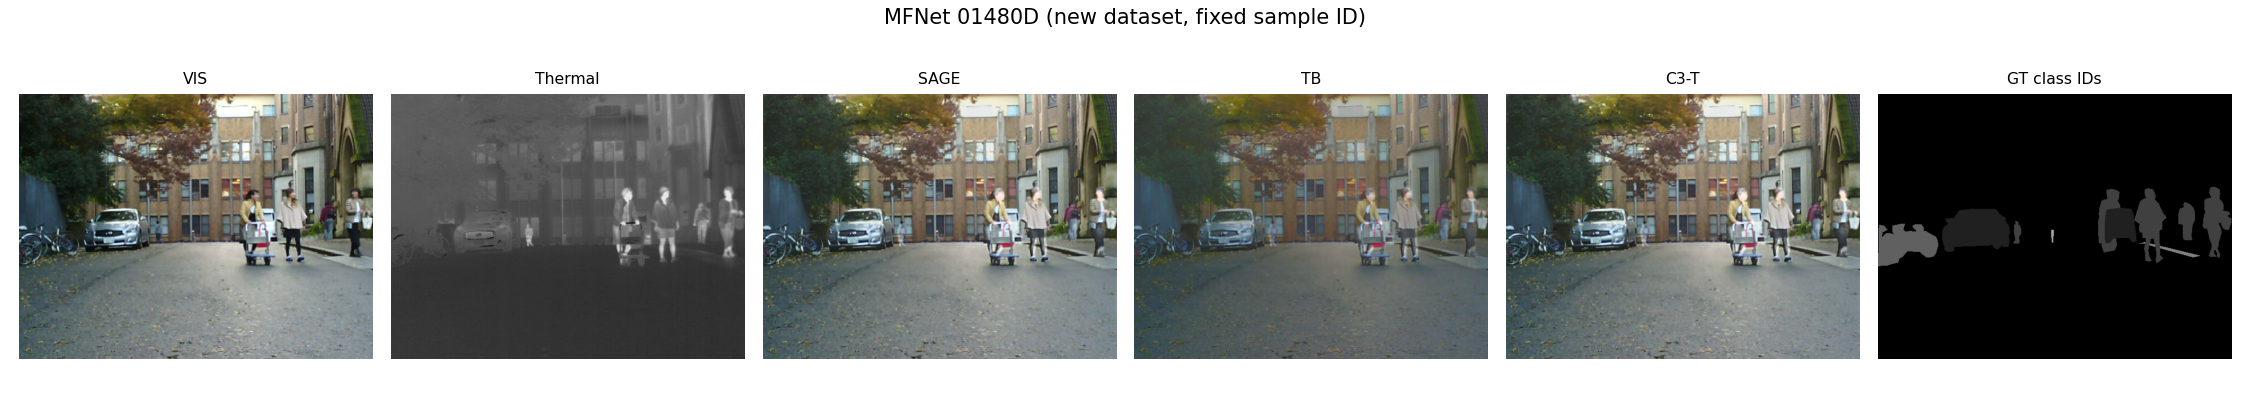 MFNet 01480D (new dataset, fixed sample ID)
VIS
Thermal
SAGE
TB
C3-T
GT class IDs